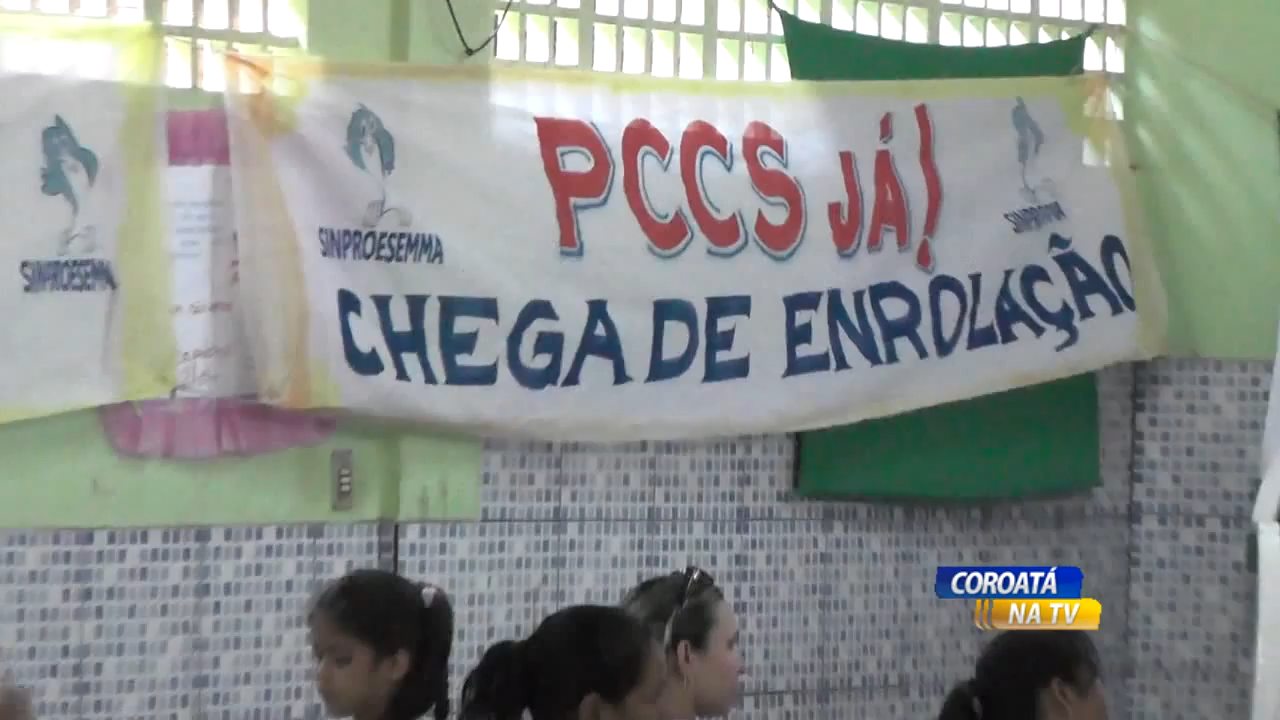 PCCS JÁ!
SINPROESEMMA
SINPROESEMMA
CHEGA DE ENROLAÇÃO
COROATÁ
NA TV